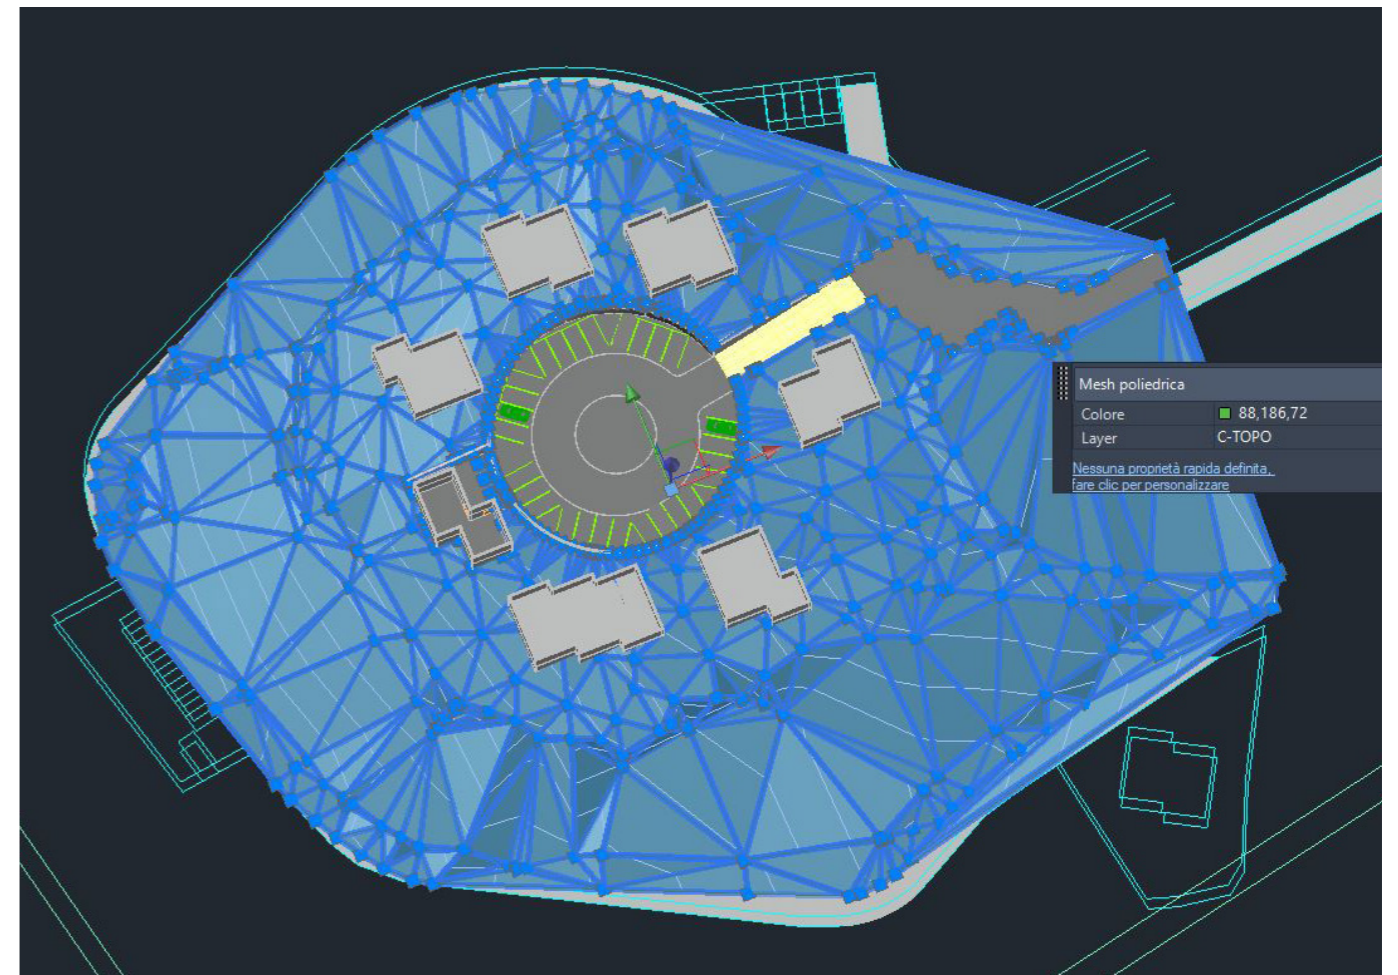 Mesh poliedrica
Colore 88,186,72
Layer C-TOPO
Nessuna proprietà rapida definita,
fare clic per personalizzare